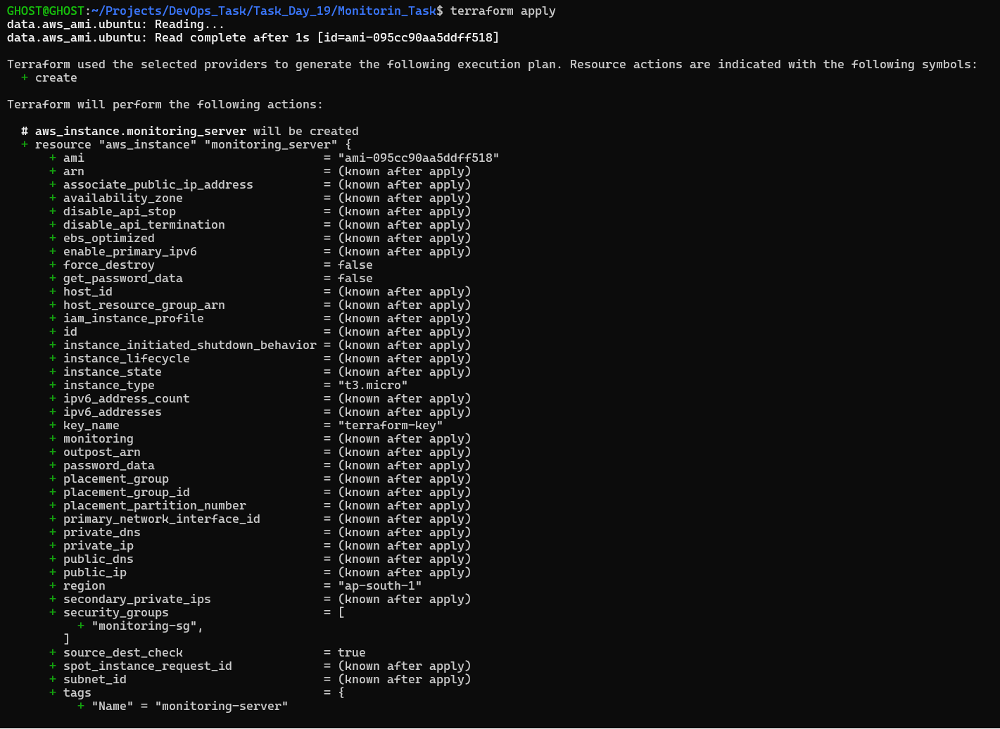 GHOST@GHOST:~/Projects/DevOps_Task/Task_Day_19/Monitorin_Task$ terraform apply
data.aws_ami.ubuntu: Reading...
data.aws_ami.ubuntu: Read complete after 1s [id=ami-095cc90aa5ddff518]

Terraform used the selected providers to generate the following execution plan. Resource actions are indicated with the following symbols:
  + create

Terraform will perform the following actions:

  # aws_instance.monitoring_server will be created
  + resource "aws_instance" "monitoring_server" {
      + ami                                  = "ami-095cc90aa5ddff518"
      + arn                                  = (known after apply)
      + associate_public_ip_address          = (known after apply)
      + availability_zone                    = (known after apply)
      + disable_api_stop                     = (known after apply)
      + disable_api_termination              = (known after apply)
      + ebs_optimized                        = (known after apply)
      + enable_primary_ipv6                  = (known after apply)
      + force_destroy                        = false
      + get_password_data                    = false
      + host_id                              = (known after apply)
      + host_resource_group_arn              = (known after apply)
      + iam_instance_profile                 = (known after apply)
      + id                                   = (known after apply)
      + instance_initiated_shutdown_behavior = (known after apply)
      + instance_lifecycle                   = (known after apply)
      + instance_state                       = (known after apply)
      + instance_type                        = "t3.micro"
      + ipv6_address_count                   = (known after apply)
      + ipv6_addresses                       = (known after apply)
      + key_name                             = "terraform-key"
      + monitoring                           = (known after apply)
      + outpost_arn                          = (known after apply)
      + password_data                        = (known after apply)
      + placement_group                      = (known after apply)
      + placement_group_id                   = (known after apply)
      + placement_partition_number           = (known after apply)
      + primary_network_interface_id         = (known after apply)
      + private_dns                          = (known after apply)
      + private_ip                           = (known after apply)
      + public_dns                           = (known after apply)
      + public_ip                            = (known after apply)
      + region                               = "ap-south-1"
      + secondary_private_ips                = (known after apply)
      + security_groups                      = [
          + "monitoring-sg",
        ]
      + source_dest_check                    = true
      + spot_instance_request_id             = (known after apply)
      + subnet_id                            = (known after apply)
      + tags                                 = {
          + "Name" = "monitoring-server"